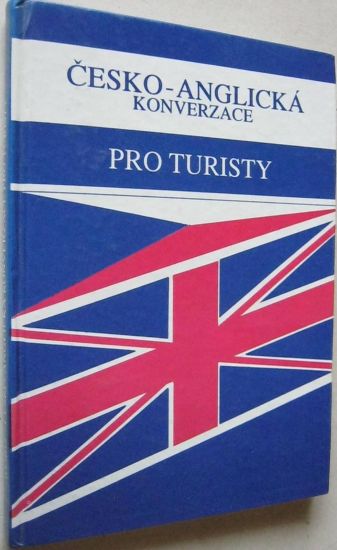 ČESKO-ANGLICKÁ
KONVERZACE
PRO TURISTY